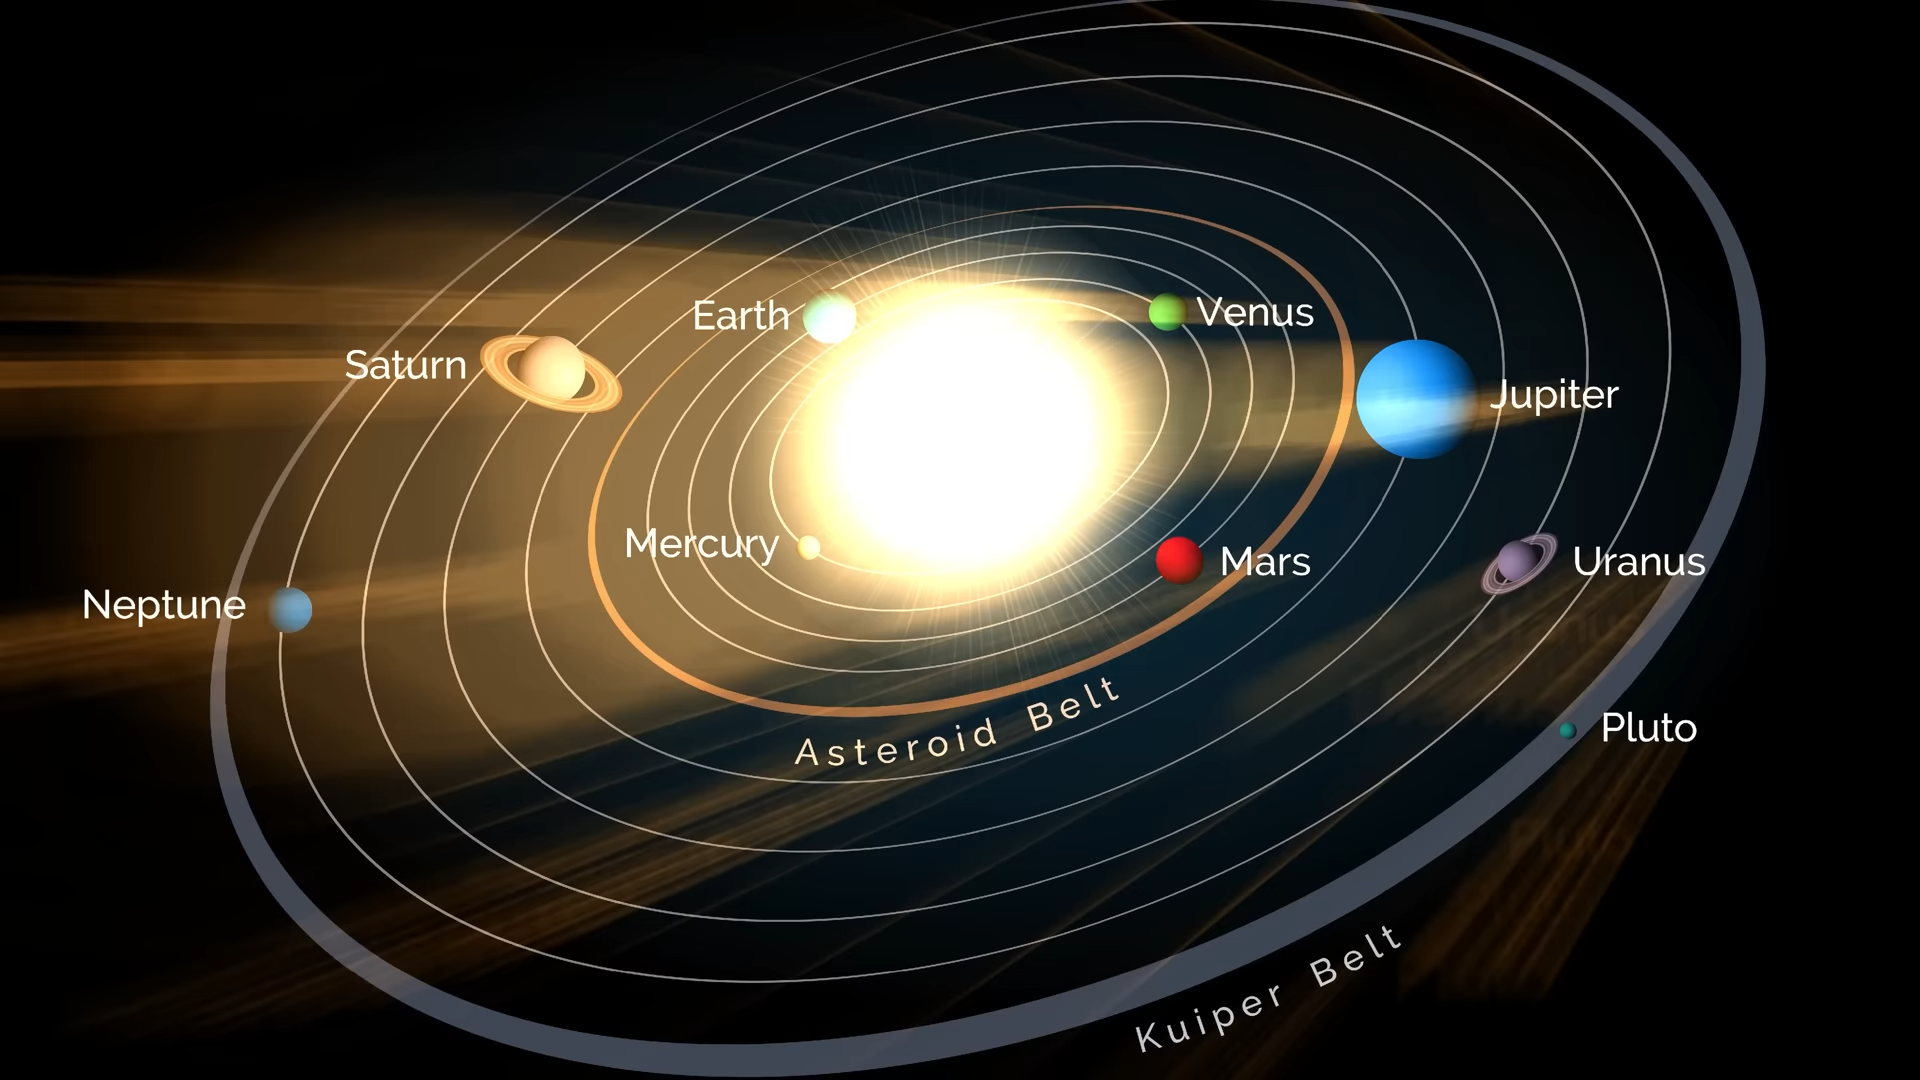 Earth
Venus
Saturn
Jupiter
Mercury
Mars
Uranus
Neptune
Asteroid Belt
Pluto
Kuiper Belt